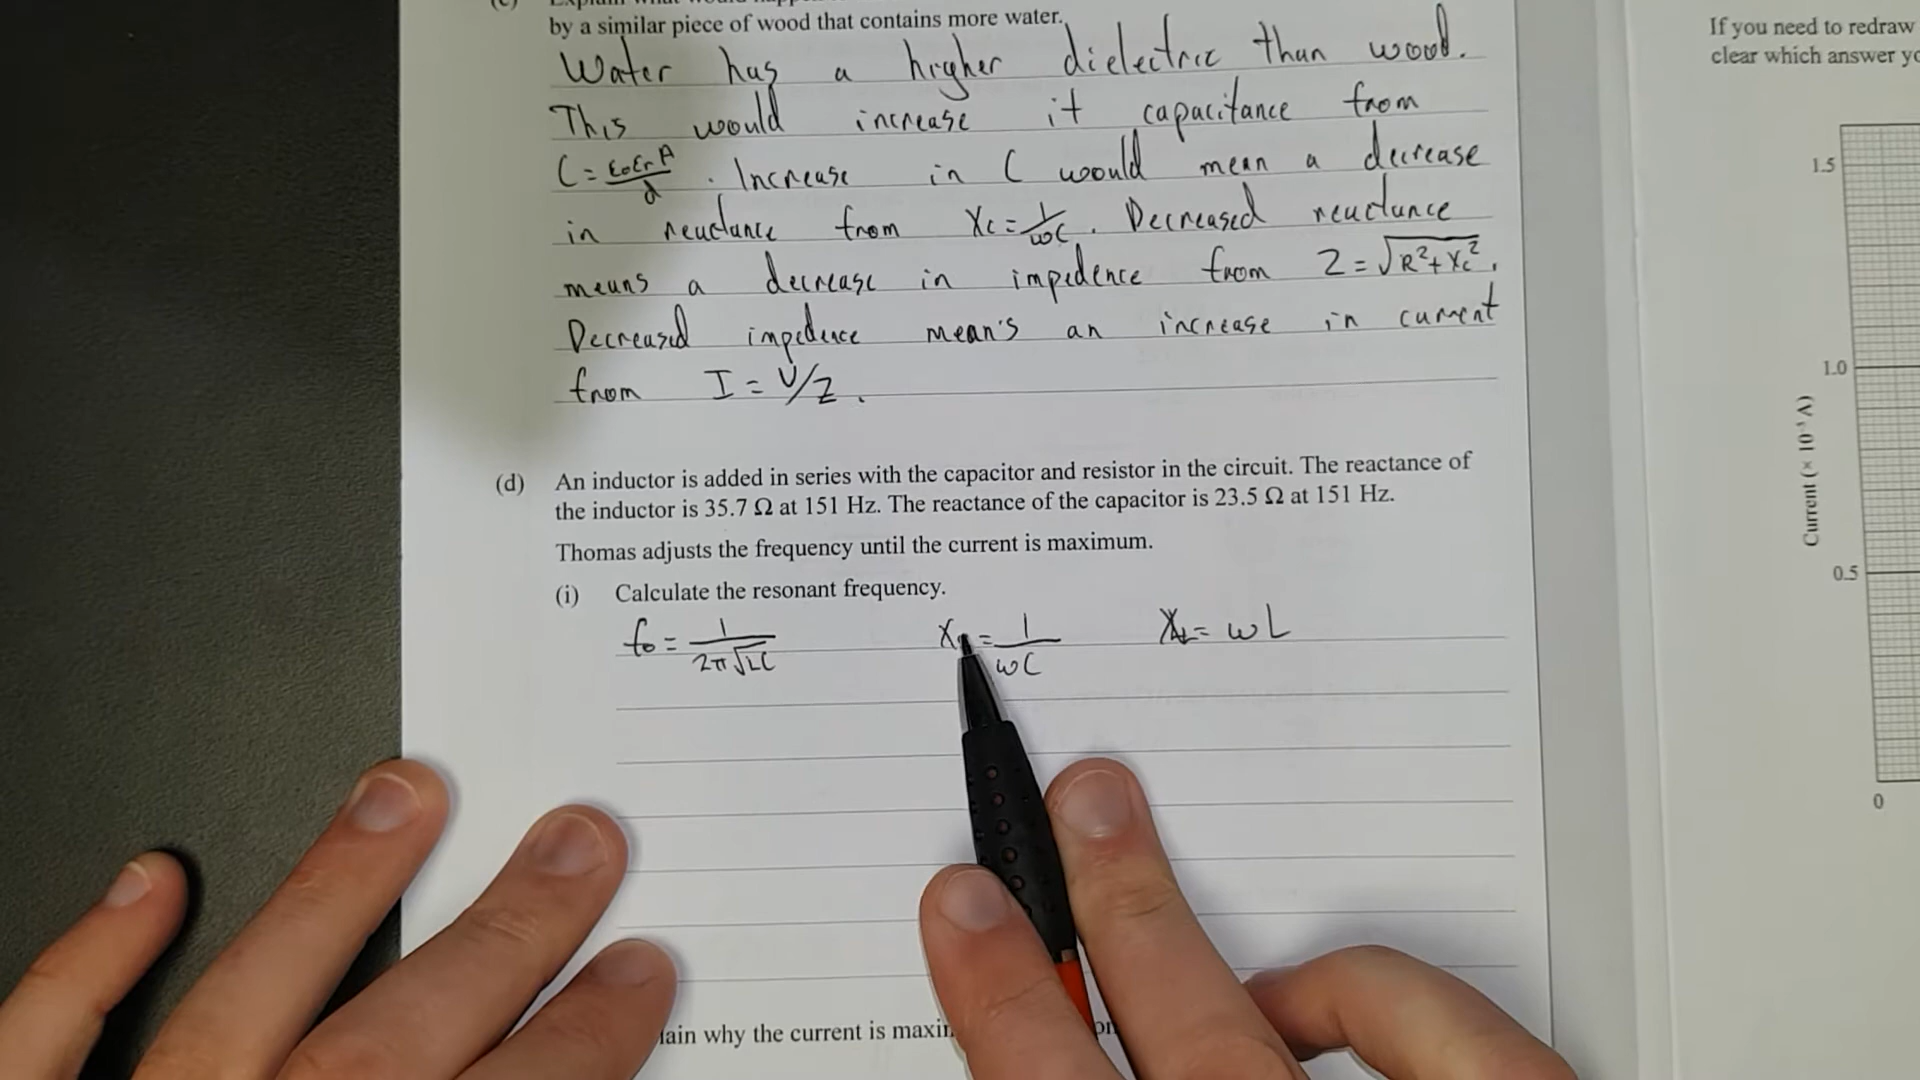 by a similar piece of wood that contains more water.
Water has a higher dielectric than wood.
This would increase it capacitance from
C = ε₀εᵣA/d . Increase in C would mean a decrease
in reactance from Xc = 1/ωC . Decreased reactance
means a decrease in impedence from Z = √R²+Xc² .
Decreased impedence mean's an increase in current
from I = V/Z .
(d) An inductor is added in series with the capacitor and resistor in the circuit. The reactance of
the inductor is 35.7 Ω at 151 Hz. The reactance of the capacitor is 23.5 Ω at 151 Hz.
Thomas adjusts the frequency until the current is maximum.
(i) Calculate the resonant frequency.
f₀ = 1/2π√LC X = 1/ωC X_L = ωL
why the current is
If you need to redraw
clear which answer
1.5
1.0
Current (× 10⁻³ A)
0.5
0